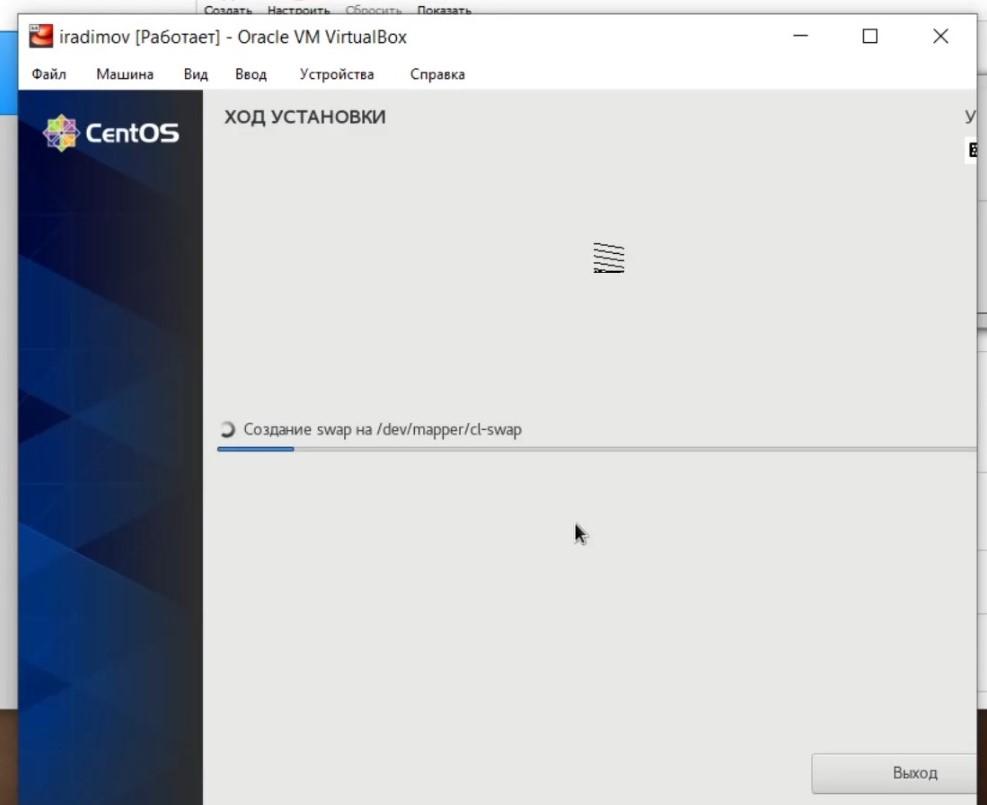 Создать Настроить Сбросить Показать
iradimov [Работает] - Oracle VM VirtualBox
Файл Машина Вид Ввод Устройства Справка
CentOS
ХОД УСТАНОВКИ
У
Создание swap на /dev/mapper/cl-swap
Выход